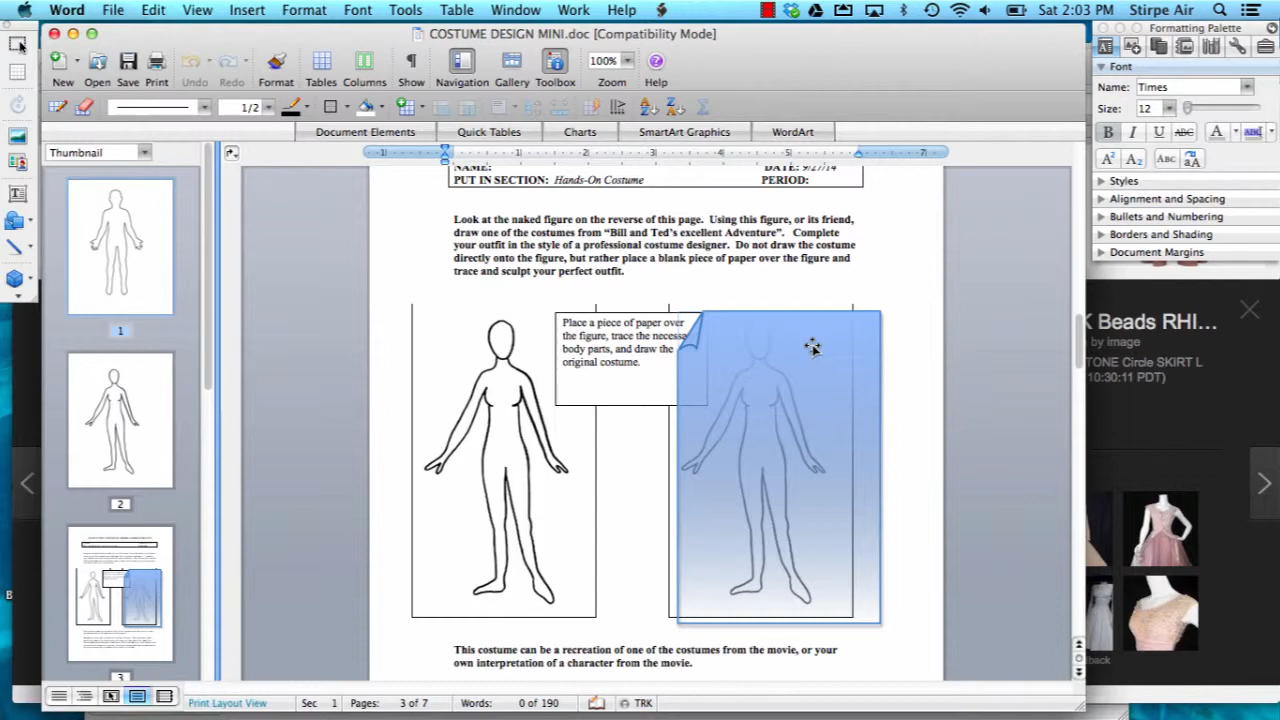 Word File Edit View Insert Format Font Tools Table Window Work Help Sat 2:03 PM Stirpe Air
COSTUME DESIGN MINI.doc [Compatibility Mode]
New Open Save Print Undo Redo Format Tables Columns Show Navigation Gallery Toolbox Zoom Help
100%
1/2
Document Elements Quick Tables Charts SmartArt Graphics WordArt
Thumbnail
1
2
3
NAME: DATE: 9/27/14
PUT IN SECTION: Hands-On Costume PERIOD:
Look at the naked figure on the reverse of this page. Using this figure, or its friend,
draw one of the costumes from “Bill and Ted’s excellent Adventure”. Complete
your outfit in the style of a professional costume designer. Do not draw the costume
directly onto the figure, but rather place a blank piece of paper over the figure and
trace and sculpt your perfect outfit.
Place a piece of paper over
the figure, trace the necessa
body parts, and draw the
original costume.
This costume can be a recreation of one of the costumes from the movie, or your
own interpretation of a character from the movie.
Print Layout View Sec 1 Pages: 3 of 7 Words: 0 of 190 TRK
Formatting Palette
Font
Name: Times
Size: 12
B I U ABC A ABC
A² A₂ ABC aA
Styles
Alignment and Spacing
Bullets and Numbering
Borders and Shading
Document Margins
K Beads RHI...
by image
TONE Circle SKIRT L
10:30:11 PDT)